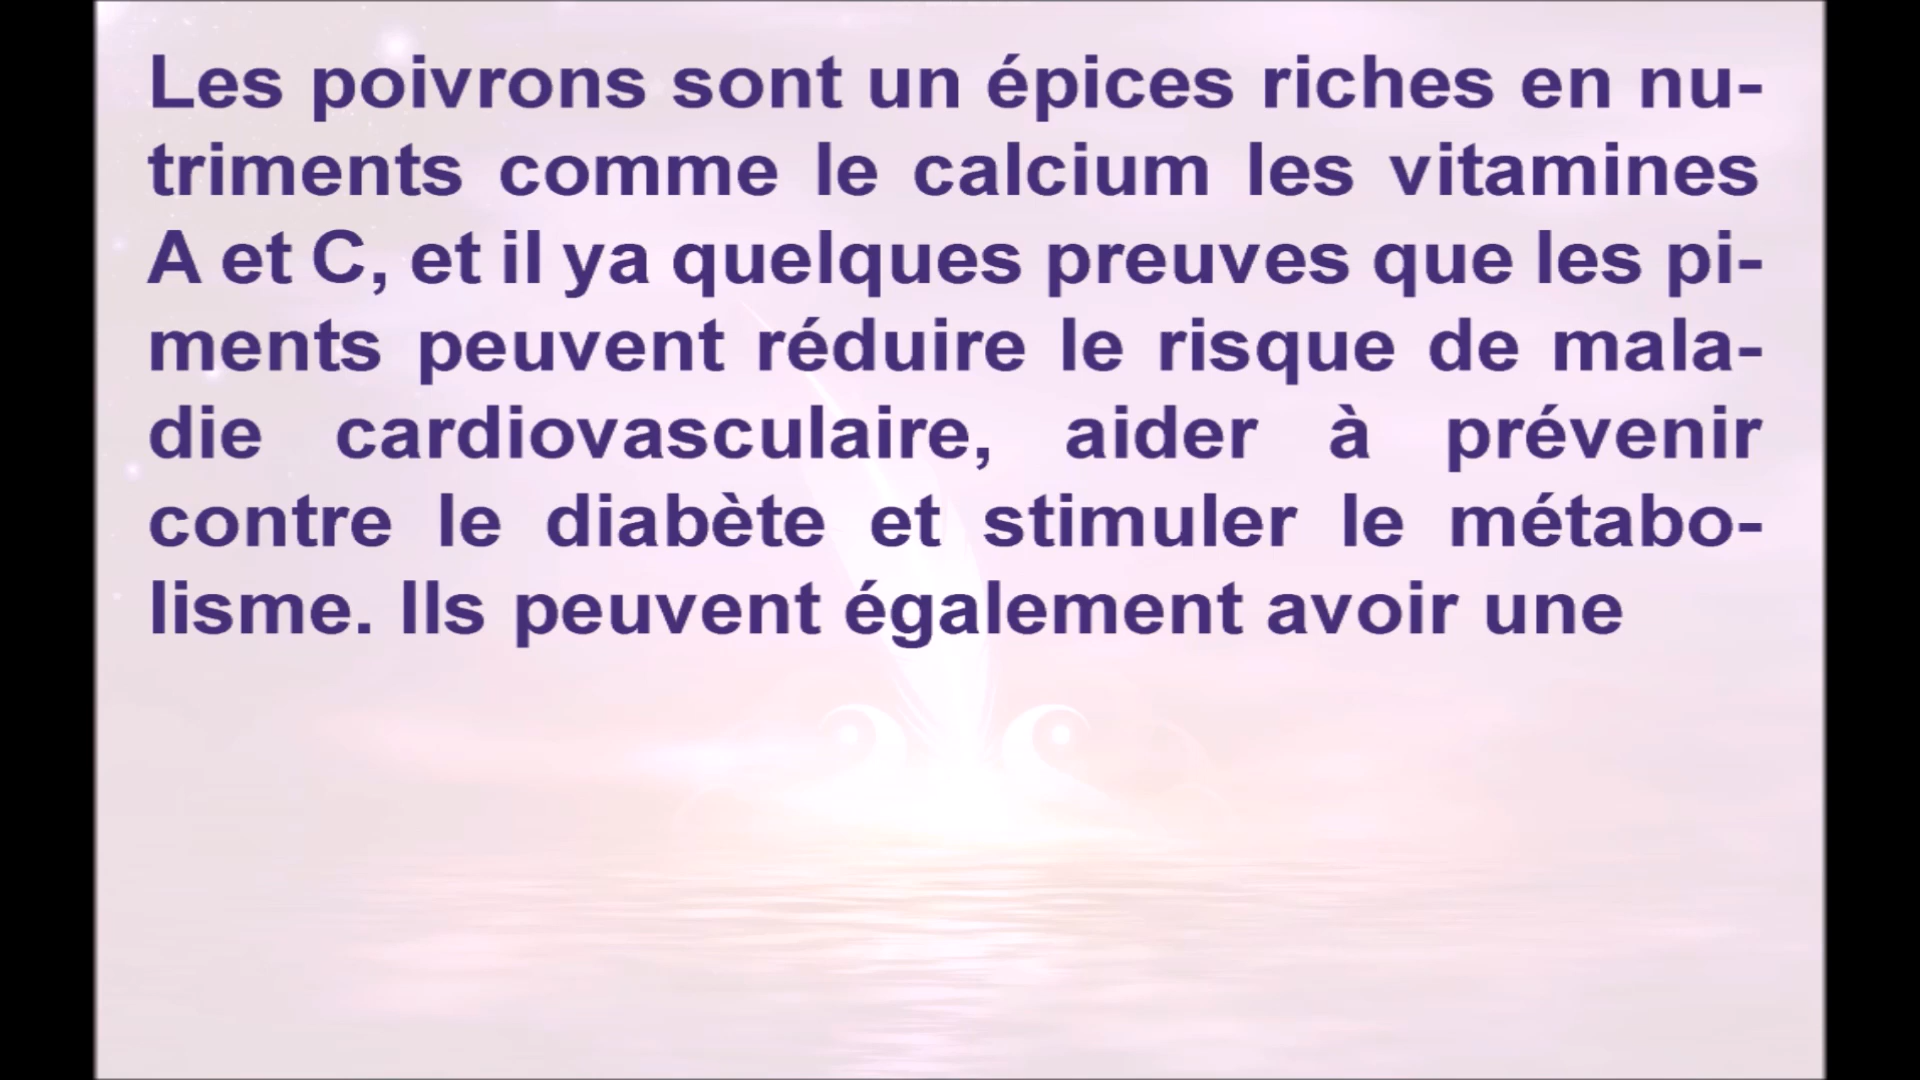 Les poivrons sont un épices riches en nu-
triments comme le calcium les vitamines
A et C, et il ya quelques preuves que les pi-
ments peuvent réduire le risque de mala-
die cardiovasculaire, aider à prévenir
contre le diabète et stimuler le métabo-
lisme. Ils peuvent également avoir une